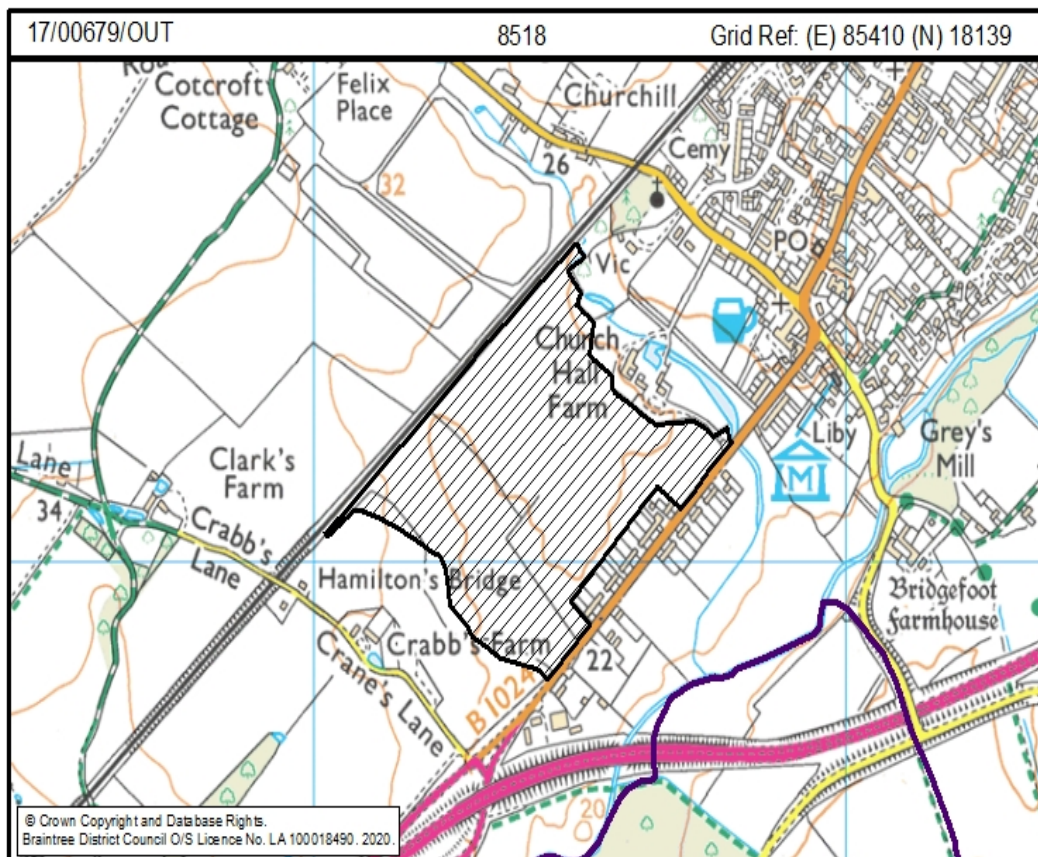 17/00679/OUT
8518
Grid Ref: (E) 85410 (N) 18139
Cotcroft
Cottage
Felix
Place
Churchill
Cemy
26
32
PO
Vic
Church
Hall
Farm
Liby
M
Grey's
Mill
Lane
Clark's
Farm
34
Crabb's
Lane
Hamilton's Bridge
Crabb's Farm
Crane's Lane
B 1024
22
Bridgefoot
Farmhouse
20
© Crown Copyright and Database Rights.
Braintree District Council O/S Licence No. LA 100018490. 2020.